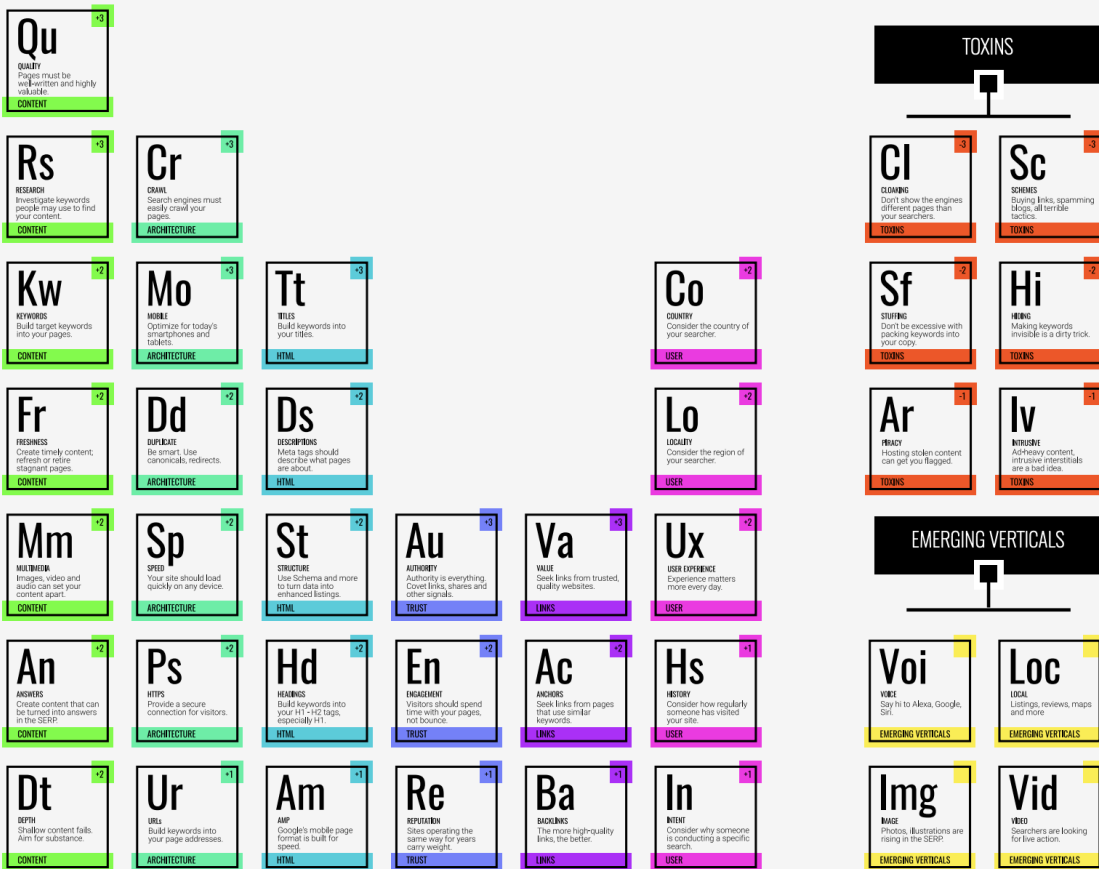 +3
Qu
QUALITY
Pages must be
well-written and highly
valuable.
CONTENT
TOXINS
+3
Rs
RESEARCH
Investigate keywords
people may use to find
your content.
CONTENT
+3
Cr
CRAWL
Search engines must
easily crawl your
pages.
ARCHITECTURE
-3
Cl
CLOAKING
Don't show the engines
different pages than
your searchers.
TOXINS
-3
Sc
SCHEMES
Buying links, spamming
blogs, all terrible
tactics.
TOXINS
+2
Kw
KEYWORDS
Build target keywords
into your pages.
CONTENT
+3
Mo
MOBILE
Optimize for today's
smartphones and
tablets.
ARCHITECTURE
+3
Tt
TITLES
Build keywords into
your titles.
HTML
+2
Co
COUNTRY
Consider the country of
your searcher.
USER
-2
Sf
STUFFING
Don't be excessive with
packing keywords into
your copy.
TOXINS
-2
Hi
HIDING
Making keywords
invisible is a dirty trick.
TOXINS
+2
Fr
FRESHNESS
Create timely content;
refresh or retire
stagnant pages.
CONTENT
+2
Dd
DUPLICATE
Be smart. Use
canonicals, redirects.
ARCHITECTURE
+2
Ds
DESCRIPTIONS
Meta tags should
describe what pages
are about.
HTML
+2
Lo
LOCALITY
Consider the region of
your searcher.
USER
-1
Ar
PIRACY
Hosting stolen content
can get you flagged.
TOXINS
-1
Iv
INTRUSIVE
Ad-heavy content,
intrusive interstitials
are a bad idea.
TOXINS
+2
Mm
MULTIMEDIA
Images, video and
audio can set your
content apart.
CONTENT
+2
Sp
SPEED
Your site should load
quickly on any device.
ARCHITECTURE
+2
St
STRUCTURE
Use Schema and more
to turn data into
enhanced listings.
HTML
+3
Au
AUTHORITY
Authority is everything.
Covet links, shares and
other signals.
TRUST
+3
Va
VALUE
Seek links from trusted,
quality websites.
LINKS
+2
Ux
USER EXPERIENCE
Experience matters
more every day.
USER
EMERGING VERTICALS
+2
An
ANSWERS
Create content that can
be turned into answers
in the SERP.
CONTENT
+2
Ps
HTTPS
Provide a secure
connection for visitors.
ARCHITECTURE
+2
Hd
HEADINGS
Build keywords into
your H1 - H2 tags,
especially H1.
HTML
+2
En
ENGAGEMENT
Visitors should spend
time with your pages,
not bounce.
TRUST
+2
Ac
ANCHORS
Seek links from pages
that use similar
keywords.
LINKS
+1
Hs
HISTORY
Consider how regularly
someone has visited
your site.
USER
Voi
VOICE
Say hi to Alexa, Google,
Siri.
EMERGING VERTICALS
Loc
LOCAL
Listings, reviews, maps
and more
EMERGING VERTICALS
+2
Dt
DEPTH
Shallow content fails.
Aim for substance.
CONTENT
+1
Ur
URLs
Build keywords into
your page addresses.
ARCHITECTURE
+1
Am
AMP
Google's mobile page
format is built for
speed.
HTML
+1
Re
REPUTATION
Sites operating the
same way for years
carry weight.
TRUST
+1
Ba
BACKLINKS
The more high-quality
links, the better.
LINKS
+1
In
INTENT
Consider why someone
is conducting a specific
search.
USER
Img
IMAGE
Photos, illustrations are
rising in the SERP.
EMERGING VERTICALS
Vid
VIDEO
Searchers are looking
for live action.
EMERGING VERTICALS